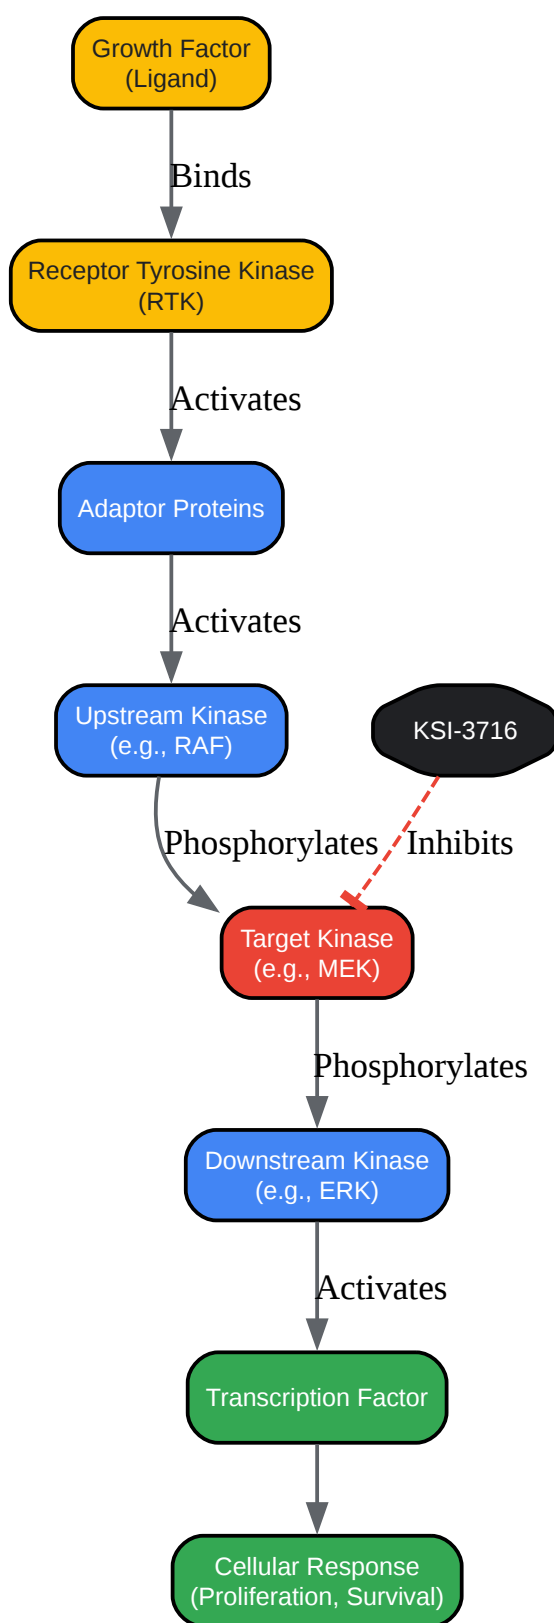 Growth Factor
(Ligand)
Binds
Receptor Tyrosine Kinase
(RTK)
Activates
Adaptor Proteins
Activates
Upstream Kinase
(e.g., RAF)
KSI-3716
Phosphorylates
Inhibits
Target Kinase
(e.g., MEK)
Phosphorylates
Downstream Kinase
(e.g., ERK)
Activates
Transcription Factor
Cellular Response
(Proliferation, Survival)